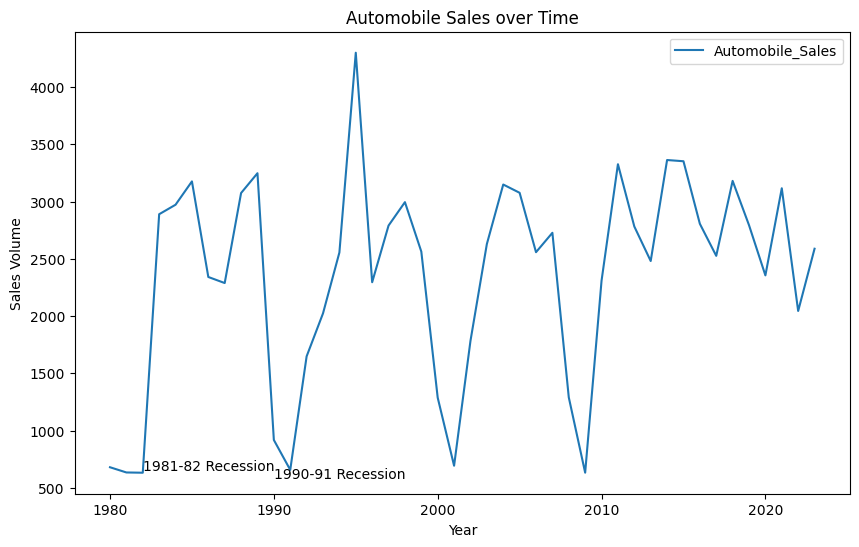 Automobile Sales over Time
Automobile_Sales
Sales Volume
4000
3500
3000
2500
2000
1500
1000
500
1981-82 Recession
1990-91 Recession
1980
1990
2000
2010
2020
Year